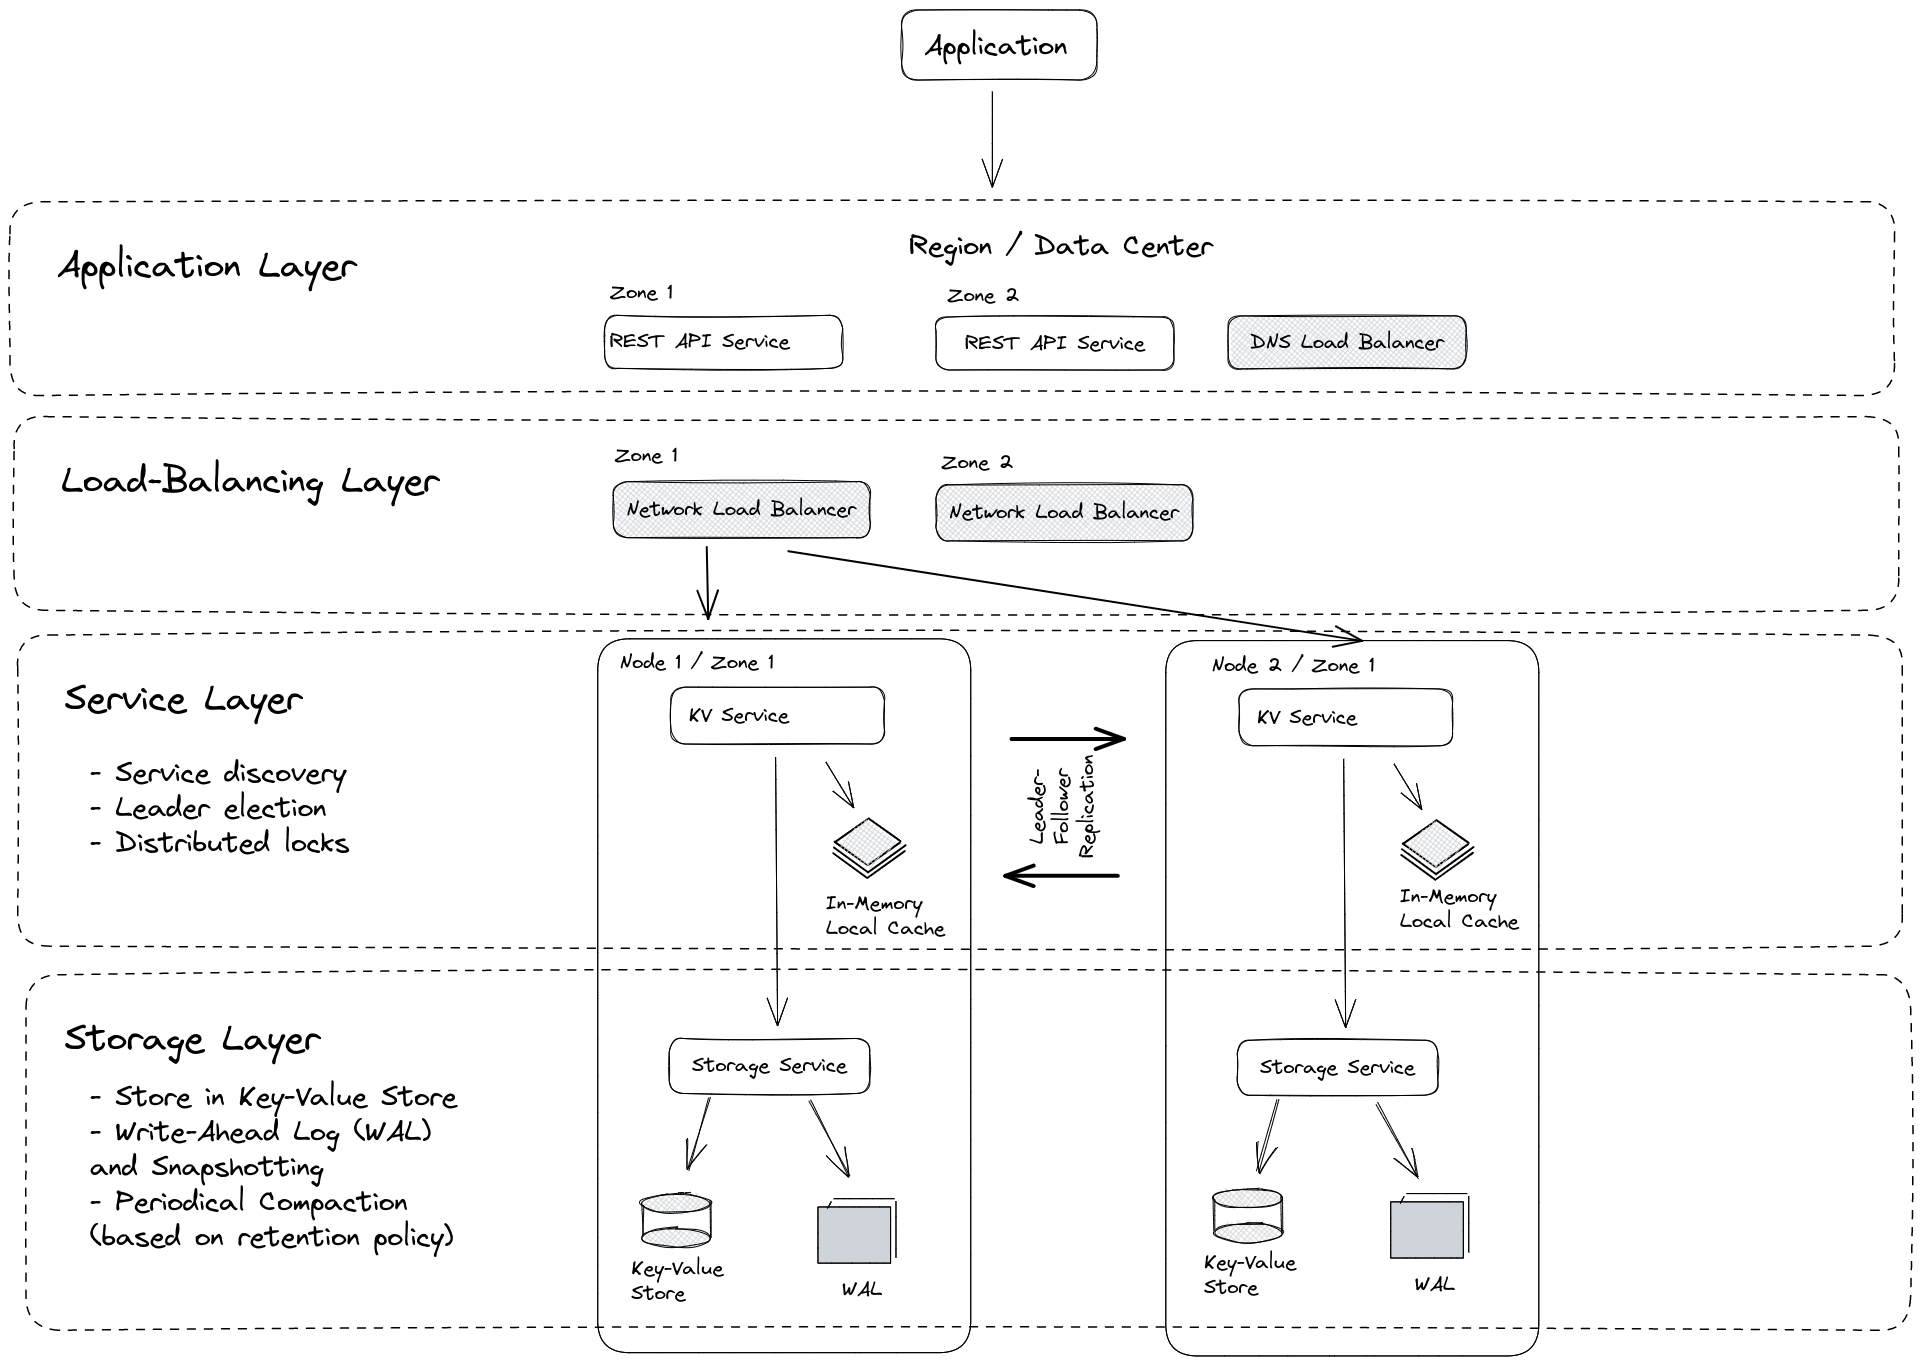 Application
Application Layer
Region / Data Center
Zone 1
Zone 2
REST API Service
REST API Service
DNS Load Balancer
Load-Balancing Layer
Zone 1
Zone 2
Network Load Balancer
Network Load Balancer
Service Layer
- Service discovery
- Leader election
- Distributed locks
Node 1 / Zone 1
KV Service
In-Memory
Local Cache
Leader-
Follower
Replication
Node 2 / Zone 1
KV Service
In-Memory
Local Cache
Storage Layer
- Store in Key-Value Store
- Write-Ahead Log (WAL)
and Snapshotting
- Periodical Compaction
(based on retention policy)
Storage Service
Key-Value
Store
WAL
Storage Service
Key-Value
Store
WAL